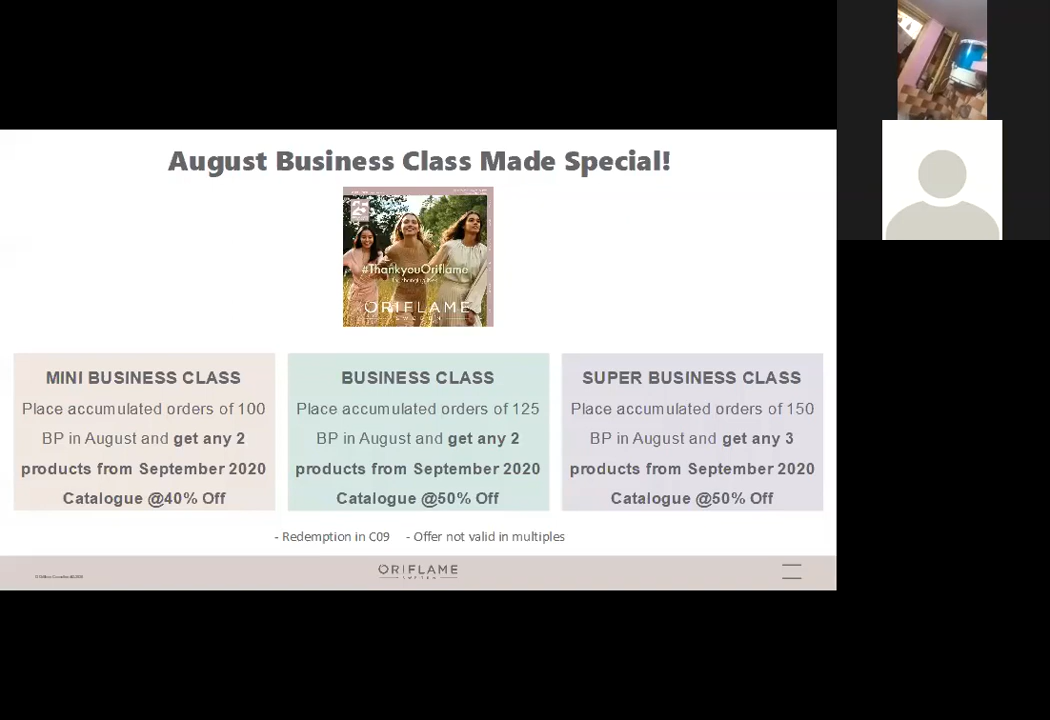 August Business Class Made Special!
25
#ThankyouOriflame
ORIFLAME
SWEDEN
MINI BUSINESS CLASS
Place accumulated orders of 100
BP in August and get any 2
products from September 2020
Catalogue @40% Off
BUSINESS CLASS
Place accumulated orders of 125
BP in August and get any 2
products from September 2020
Catalogue @50% Off
SUPER BUSINESS CLASS
Place accumulated orders of 150
BP in August and get any 3
products from September 2020
Catalogue @50% Off
- Redemption in C09 - Offer not valid in multiples
ORIFLAME
SWEDEN